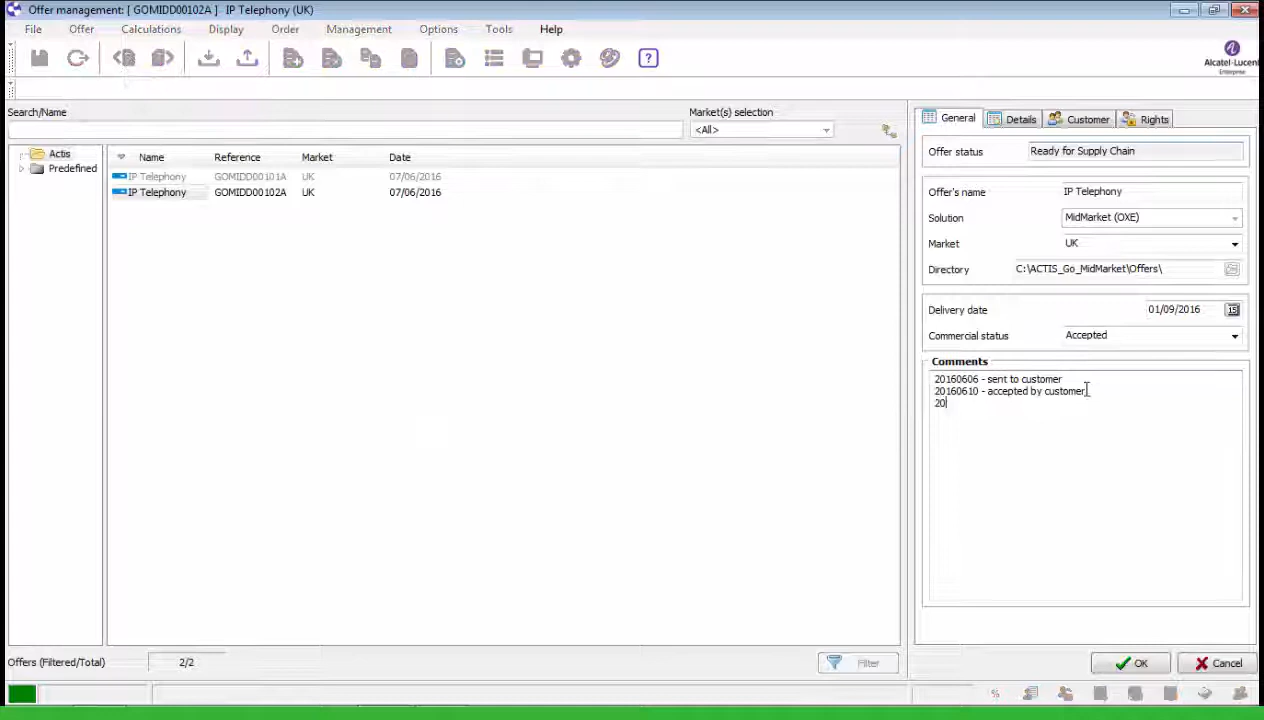 Offer management: [ GOMIDD00102A ]  IP Telephony (UK)
File Offer Calculations Display Order Management Options Tools Help
?
Alcatel-Lucent
Enterprise
Search/Name
Market(s) selection
<All>
Actis
Predefined
Name Reference Market Date
IP Telephony GOMIDD00101A UK 07/06/2016
IP Telephony GOMIDD00102A UK 07/06/2016
Offers (Filtered/Total) 2/2
Filter
General Details Customer Rights
Offer status Ready for Supply Chain
Offer's name IP Telephony
Solution MidMarket (OXE)
Market UK
Directory C:\ACTIS_Go_MidMarket\Offers\
Delivery date 01/09/2016 15
Commercial status Accepted
Comments
20160606 - sent to customer
20160610 - accepted by customer
20
OK Cancel
%